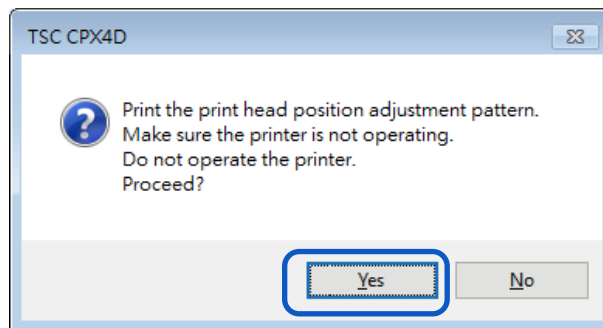 TSC CPX4D
Print the print head position adjustment pattern.
Make sure the printer is not operating.
Do not operate the printer.
Proceed?
Yes
No